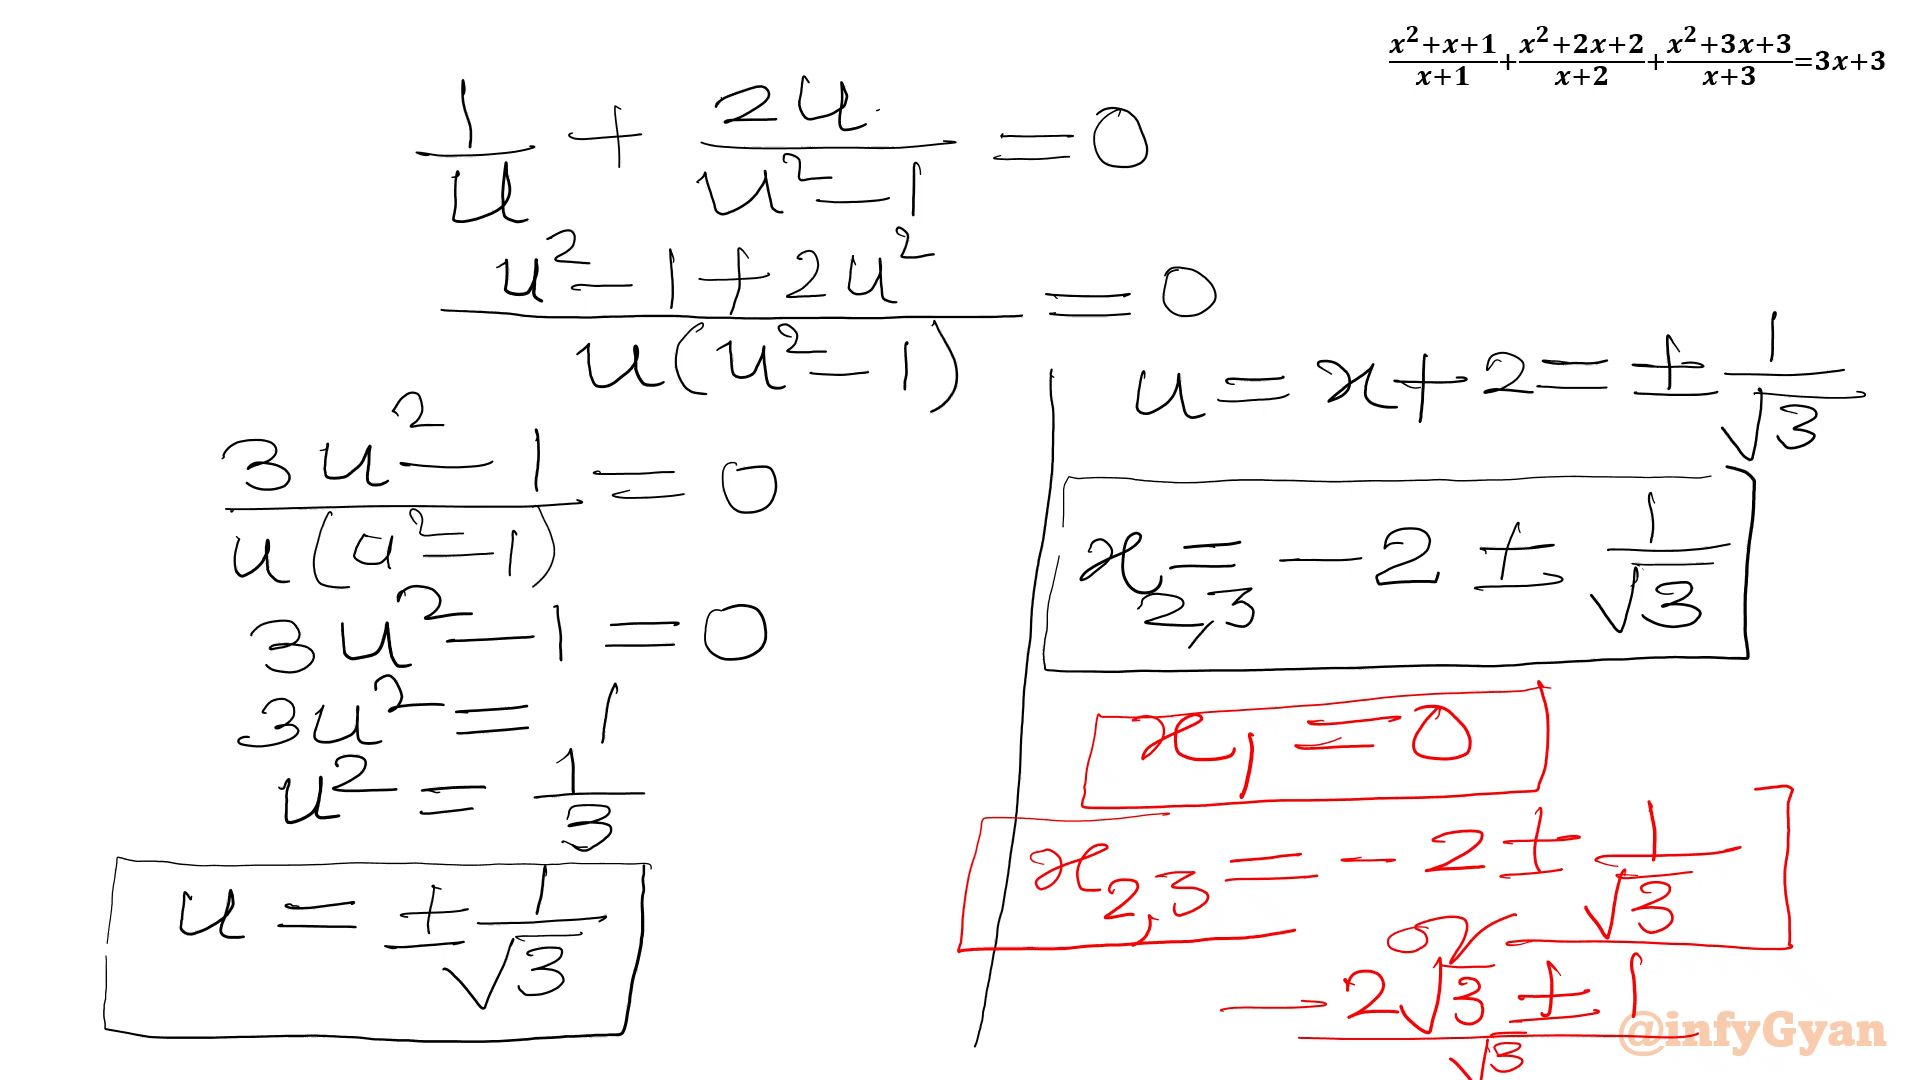 x²+x+1/x+1 + x²+2x+2/x+2 + x²+3x+3/x+3 = 3x+3
1/u + 2u/u²-1 = 0
u²-1+2u²/u(u²-1) = 0
3u²-1/u(u²-1) = 0
3u²-1 = 0
3u² = 1
u² = 1/3
u = ± 1/√3
u = x+2 = ± 1/√3
x₂,₃ = -2 ± 1/√3
x₁ = 0
x₂,₃ = -2 ± 1/√3
or
-2√3 ± 1/√3
@infyGyan